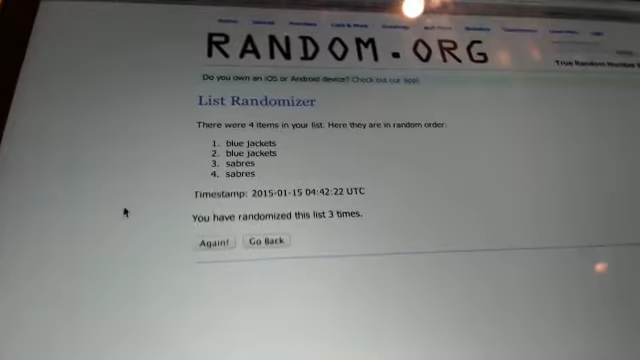 RANDOM.ORG
Do you own an iOS or Android device? Check out our app!
True Random Number
List Randomizer
There were 4 items in your list. Here they are in random order:
1. blue jackets
2. blue jackets
3. sabres
4. sabres
Timestamp: 2015-01-15 04:42:22 UTC
You have randomized this list 3 times.
Again! Go Back